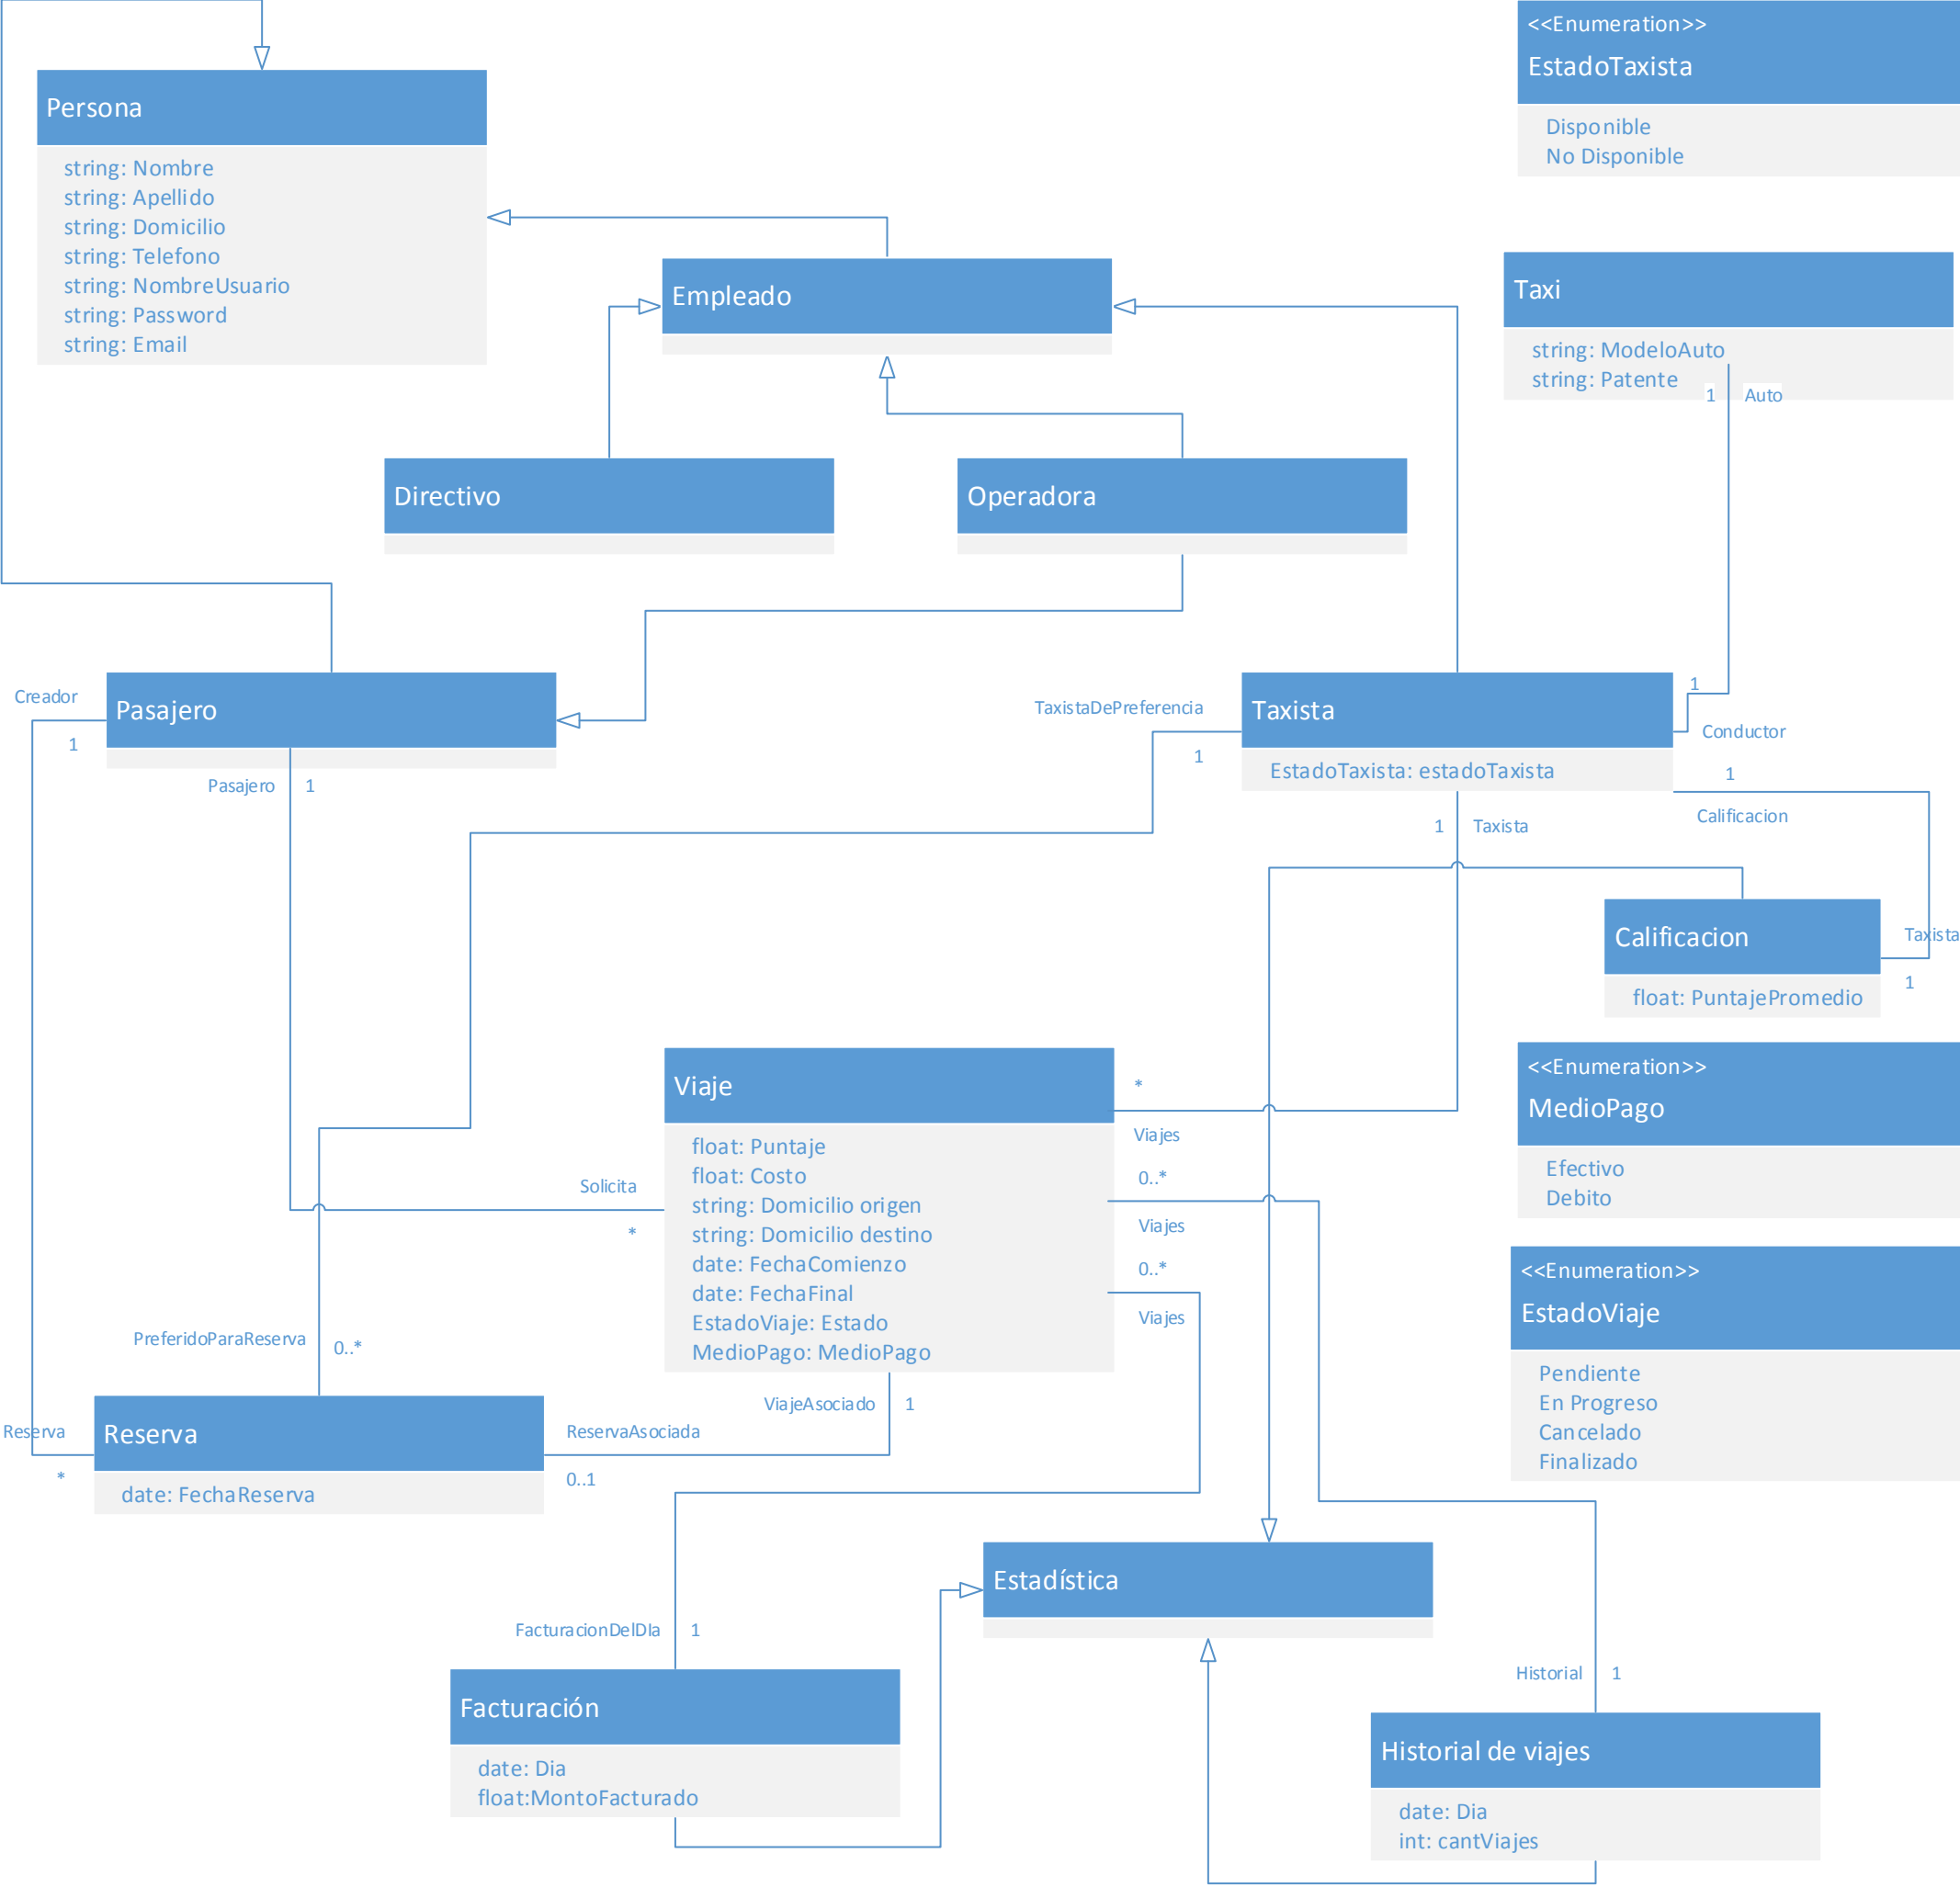 <<Enumeration>>
EstadoTaxista
Disponible
No Disponible
Persona
string: Nombre
string: Apellido
string: Domicilio
string: Telefono
string: NombreUsuario
string: Password
string: Email
Empleado
Taxi
string: ModeloAuto
string: Patente
1
Auto
Directivo
Operadora
Creador
1
Pasajero
Pasajero
1
TaxistaDePreferencia
1
Taxista
EstadoTaxista: estadoTaxista
1
Conductor
1
Calificacion
1
Taxista
Calificacion
float: PuntajePromedio
Taxista
1
Viaje
float: Puntaje
float: Costo
string: Domicilio origen
string: Domicilio destino
date: FechaComienzo
date: FechaFinal
EstadoViaje: Estado
MedioPago: MedioPago
*
Viajes
0..*
Viajes
0..*
Viajes
Solicita
*
<<Enumeration>>
MedioPago
Efectivo
Debito
<<Enumeration>>
EstadoViaje
Pendiente
En Progreso
Cancelado
Finalizado
PreferidoParaReserva
0..*
ViajeAsociado
1
Reserva
*
Reserva
date: FechaReserva
ReservaAsociada
0..1
Estadística
FacturacionDelDIa
1
Facturación
date: Dia
float:MontoFacturado
Historial
1
Historial de viajes
date: Dia
int: cantViajes